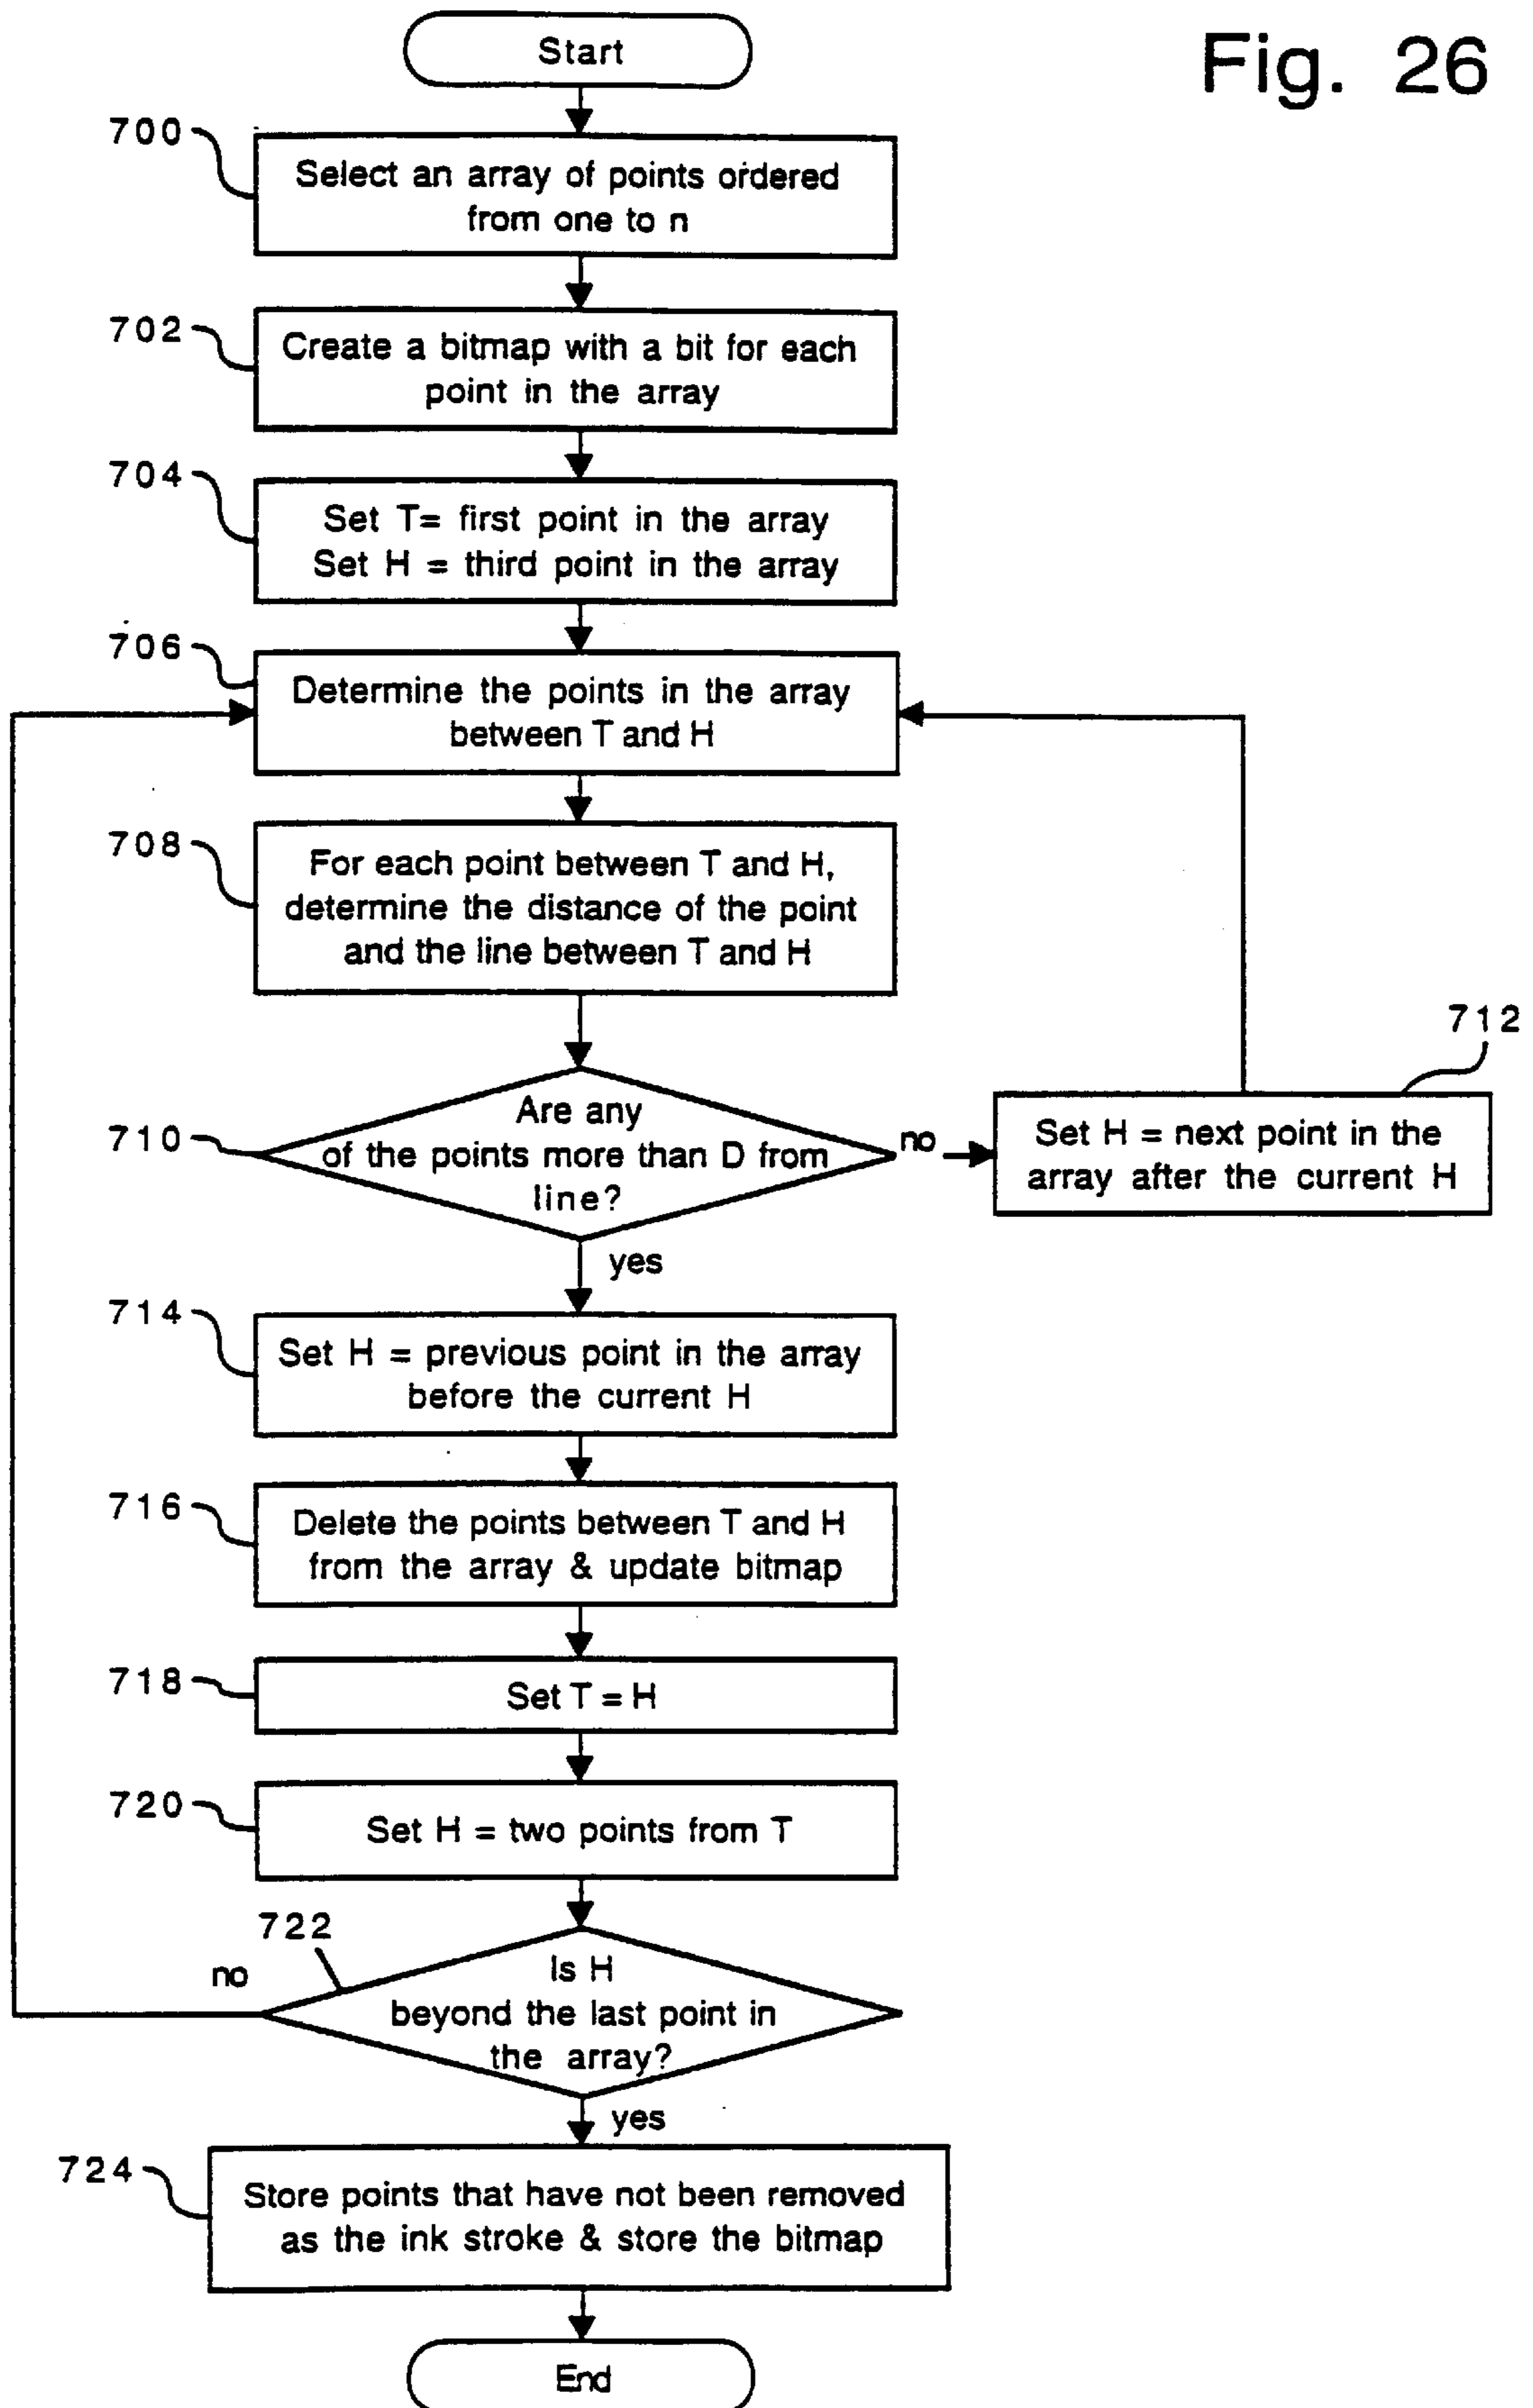 Fig. 26
Start
700
Select an array of points ordered
from one to n
702
Create a bitmap with a bit for each
point in the array
704
Set T= first point in the array
Set H = third point in the array
706
Determine the points in the array
between T and H
708
For each point between T and H,
determine the distance of the point
and the line between T and H
710
Are any
of the points more than D from
line?
no
712
Set H = next point in the
array after the current H
yes
714
Set H = previous point in the array
before the current H
716
Delete the points between T and H
from the array & update bitmap
718
Set T = H
720
Set H = two points from T
722
no
Is H
beyond the last point in
the array?
yes
724
Store points that have not been removed
as the ink stroke & store the bitmap
End